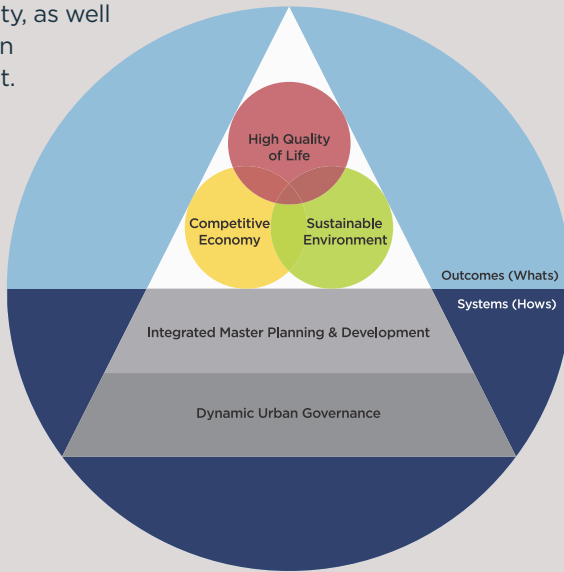 ty, as well
n
t.
High Quality
of Life
Competitive
Economy
Sustainable
Environment
Outcomes (Whats)
Systems (Hows)
Integrated Master Planning & Development
Dynamic Urban Governance